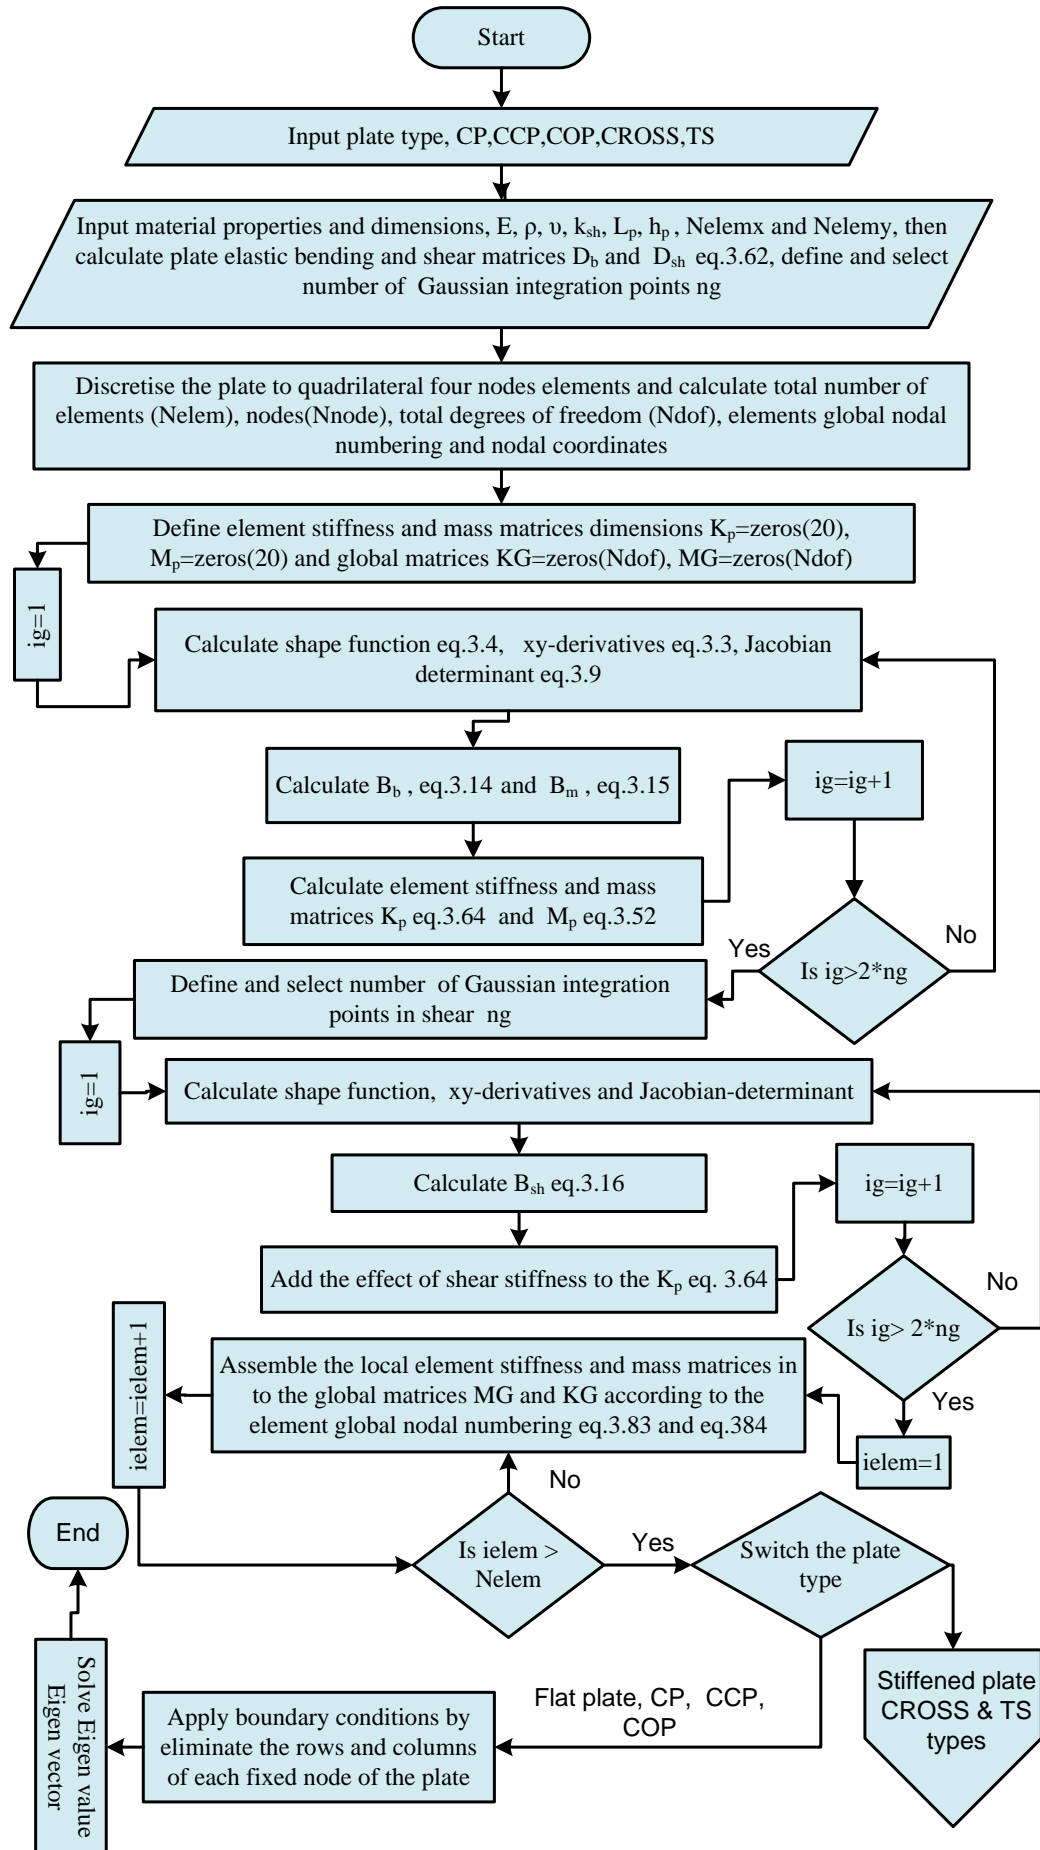 Start
Input plate type, CP,CCP,COP,CROSS,TS
Input material properties and dimensions, E, ρ, υ, ksh, Lp, hp , Nelemx and Nelemy, then
calculate plate elastic bending and shear matrices Db and Dsh eq.3.62, define and select
number of Gaussian integration points ng
Discretise the plate to quadrilateral four nodes elements and calculate total number of
elements (Nelem), nodes(Nnode), total degrees of freedom (Ndof), elements global nodal
numbering and nodal coordinates
Define element stiffness and mass matrices dimensions Kp=zeros(20),
Mp=zeros(20) and global matrices KG=zeros(Ndof), MG=zeros(Ndof)
ig=1
Calculate shape function eq.3.4, xy-derivatives eq.3.3, Jacobian
determinant eq.3.9
Calculate Bb , eq.3.14 and Bm , eq.3.15
ig=ig+1
Calculate element stiffness and mass
matrices Kp eq.3.64 and Mp eq.3.52
Is ig>2*ng
No
Yes
Define and select number of Gaussian integration
points in shear ng
ig=1
Calculate shape function, xy-derivatives and Jacobian-determinant
Calculate Bsh eq.3.16
ig=ig+1
Add the effect of shear stiffness to the Kp eq. 3.64
Is ig> 2*ng
No
Yes
ielem=1
Assemble the local element stiffness and mass matrices in
to the global matrices MG and KG according to the
element global nodal numbering eq.3.83 and eq.384
ielem=ielem+1
No
Is ielem >
Nelem
Yes
Switch the plate
type
Stiffened plate
CROSS & TS
types
Flat plate, CP, CCP,
COP
Apply boundary conditions by
eliminate the rows and columns
of each fixed node of the plate
Solve Eigen value
Eigen vector
End